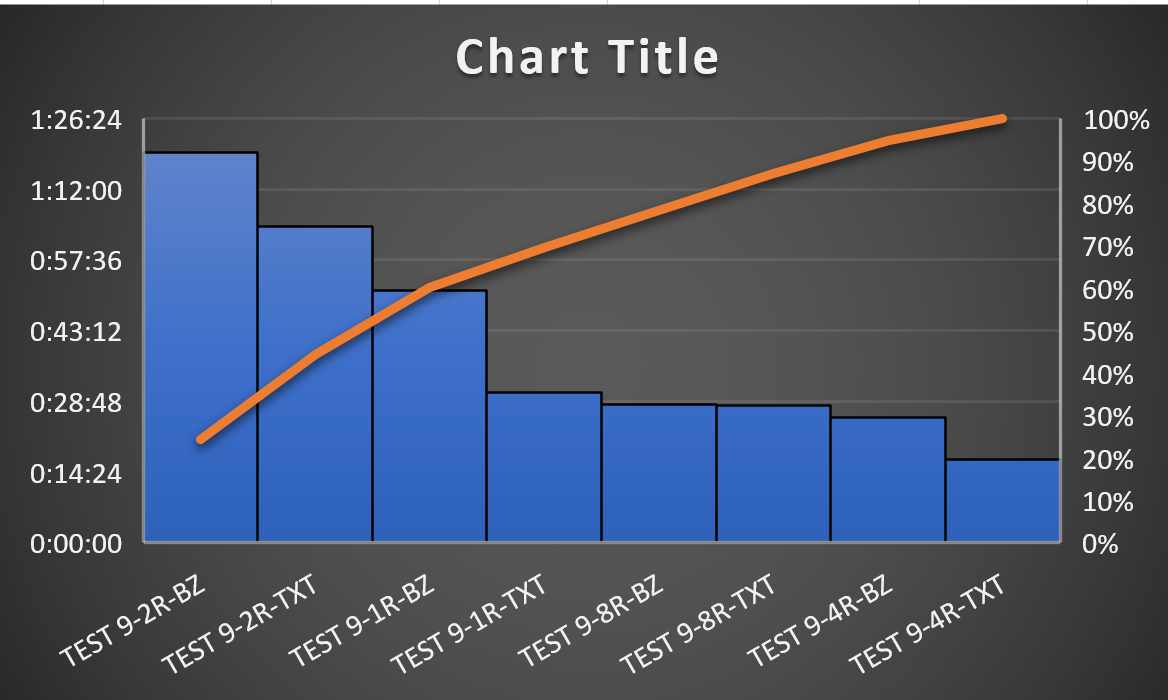 Chart Title
1:26:24
1:12:00
0:57:36
0:43:12
0:28:48
0:14:24
0:00:00
100%
90%
80%
70%
60%
50%
40%
30%
20%
10%
0%
TEST 9-2R-BZ
TEST 9-2R-TXT
TEST 9-1R-BZ
TEST 9-1R-TXT
TEST 9-8R-BZ
TEST 9-8R-TXT
TEST 9-4R-BZ
TEST 9-4R-TXT